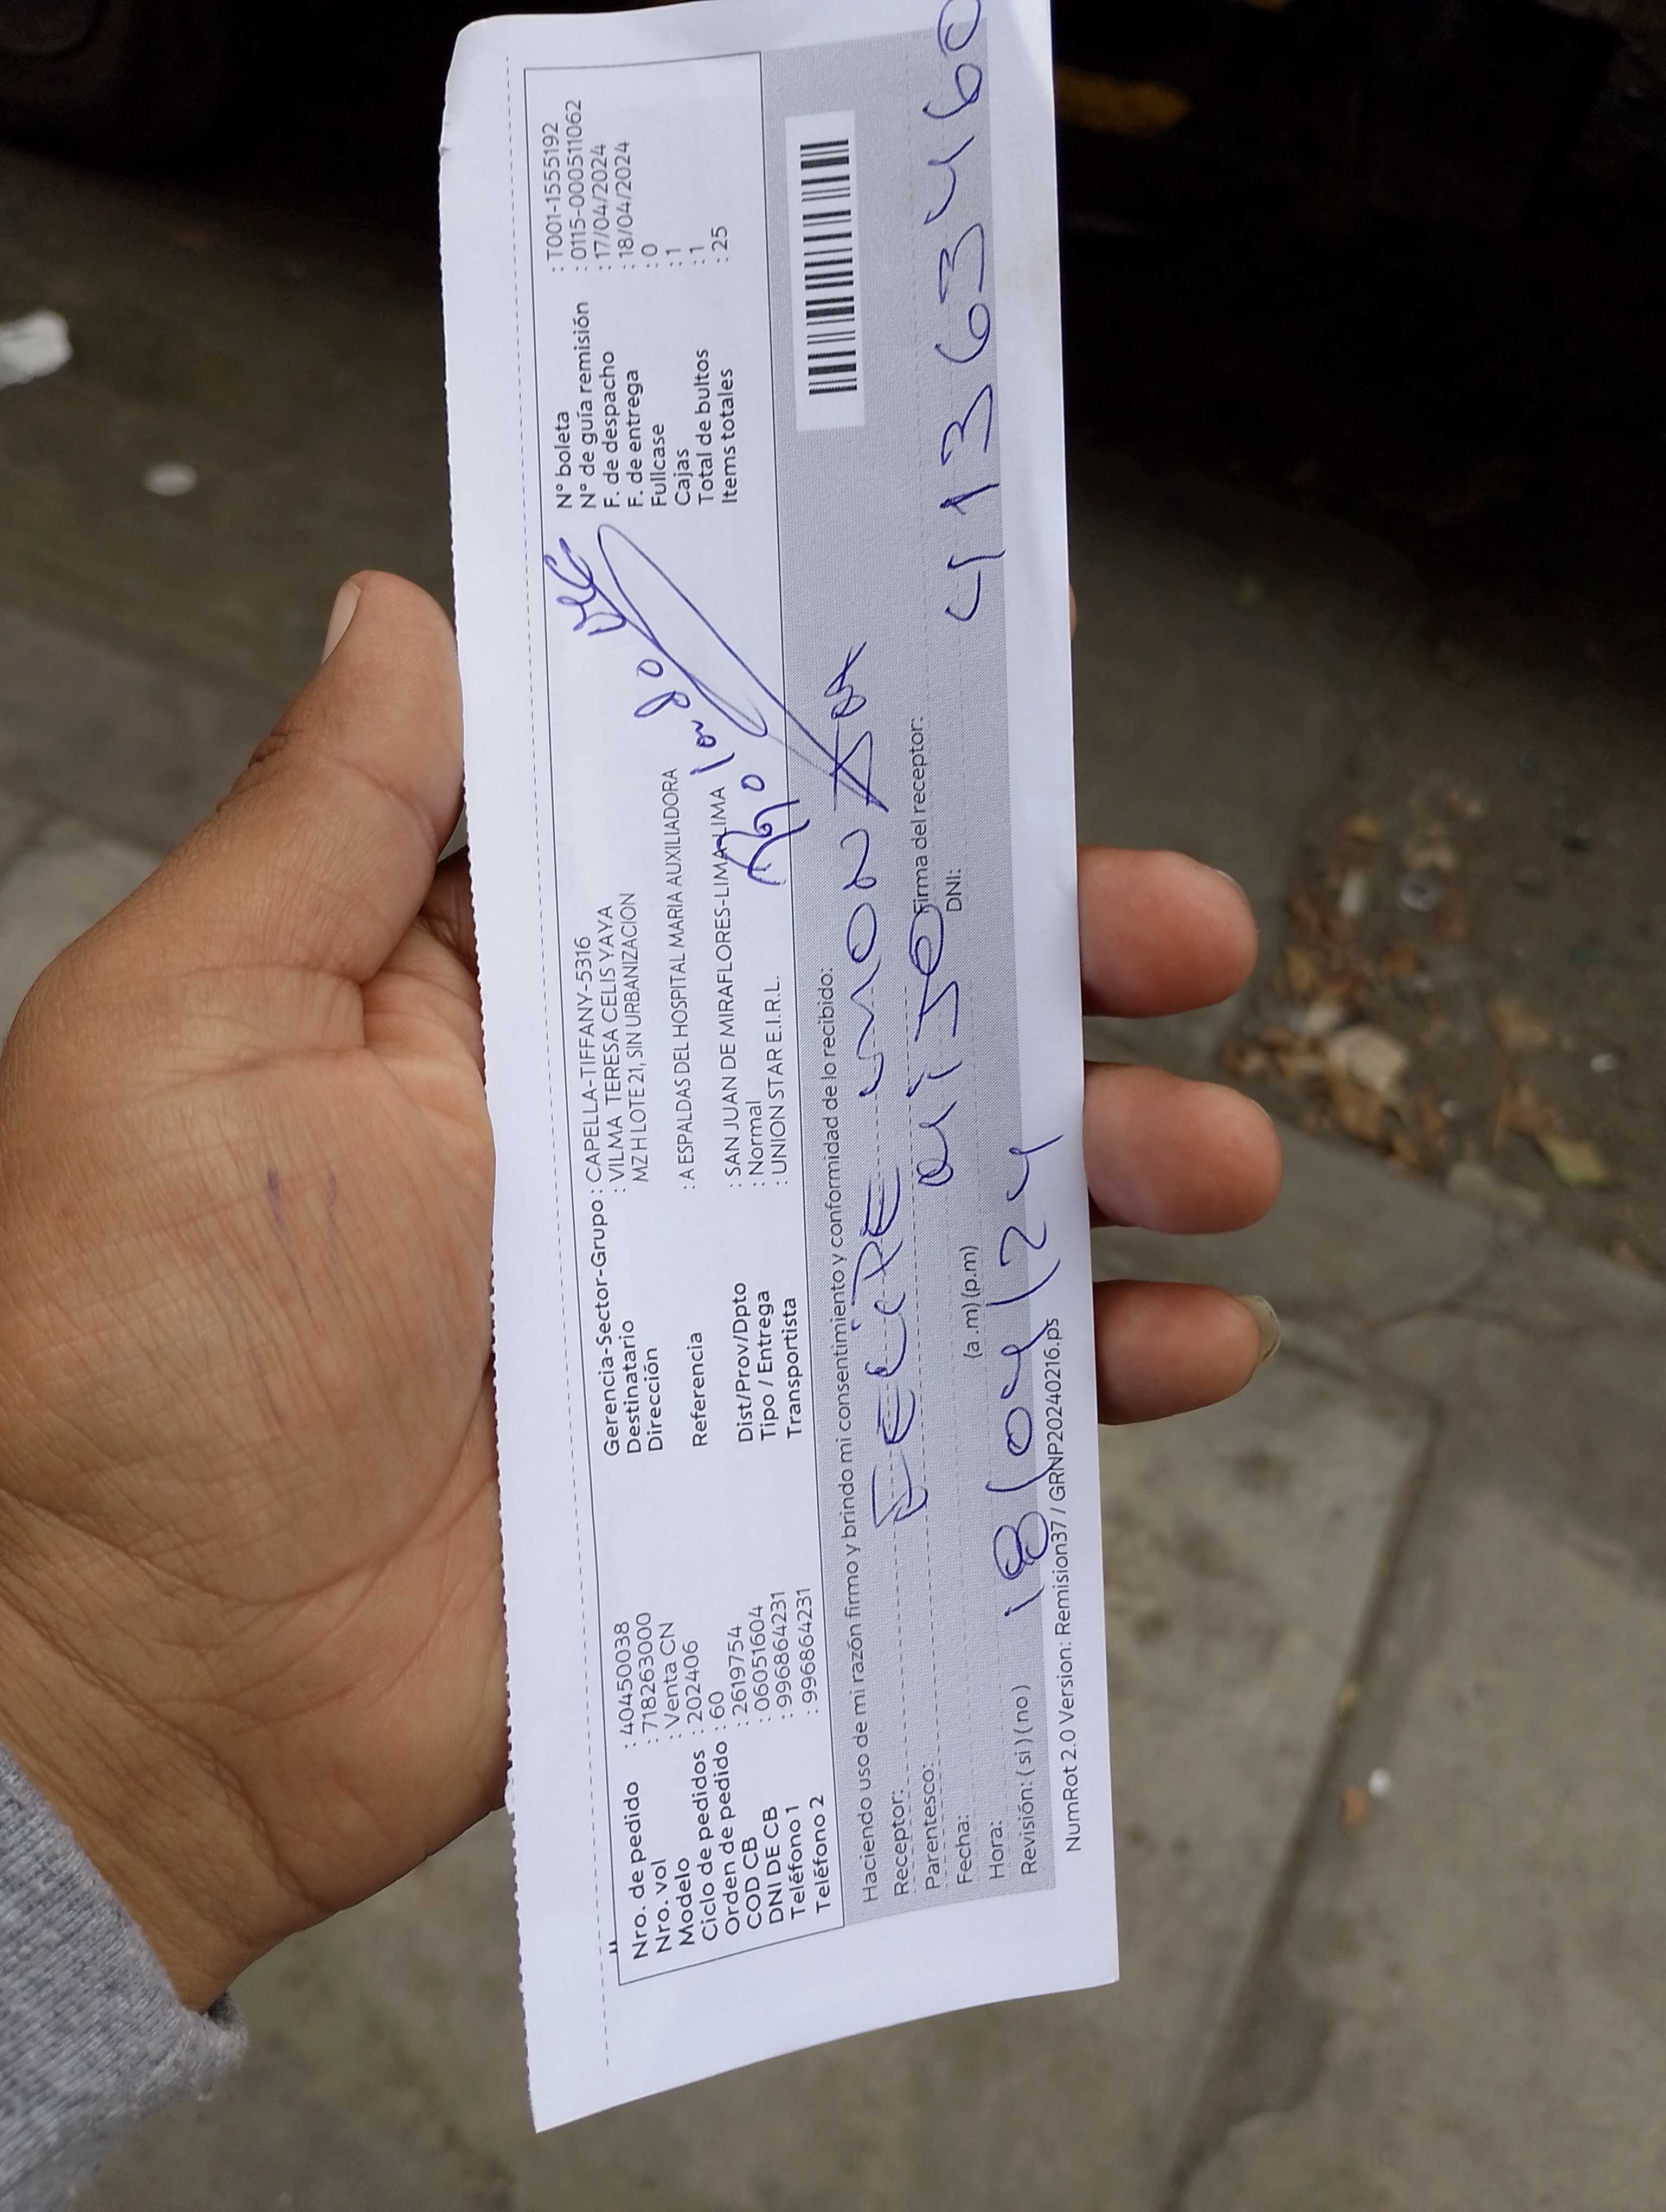 Nro. de pedido : 40450038
Nro. vol : 718263000
Modelo : Venta CN
Ciclo de pedidos : 202406
Orden de pedido : 60
COD CB : 2619754
DNI DE CB : 06051604
Teléfono 1 : 996864231
Teléfono 2 : 996864231
Gerencia-Sector-Grupo : CAPELLA-TIFFANY-5316
Destinatario : VILMA TERESA CELIS YAYA
Dirección MZ H LOTE 21, SIN URBANIZACION
Referencia : A ESPALDAS DEL HOSPITAL MARIA AUXILIADORA
Dist/Prov/Dpto : SAN JUAN DE MIRAFLORES-LIMA-LIMA
Tipo / Entrega : Normal
Transportista : UNION STAR E.I.R.L.
N° boleta : T001-1555192
N° de guía remisión : 0115-000511062
F. de despacho : 17/04/2024
F. de entrega : 18/04/2024
Fullcase : 0
Cajas : 1
Total de bultos : 1
Items totales : 25
Haciendo uso de mi razón firmo y brindo mi consentimiento y conformidad de lo recibido:
Receptor:
Parentesco:
Firma del receptor:
Fecha: (a.m) (p.m)
DNI: 41363460
Hora: 18/04/24
Revisión: ( si ) ( no )
NumRot 2.0 Version: Remision37 / GRNP20240216.ps